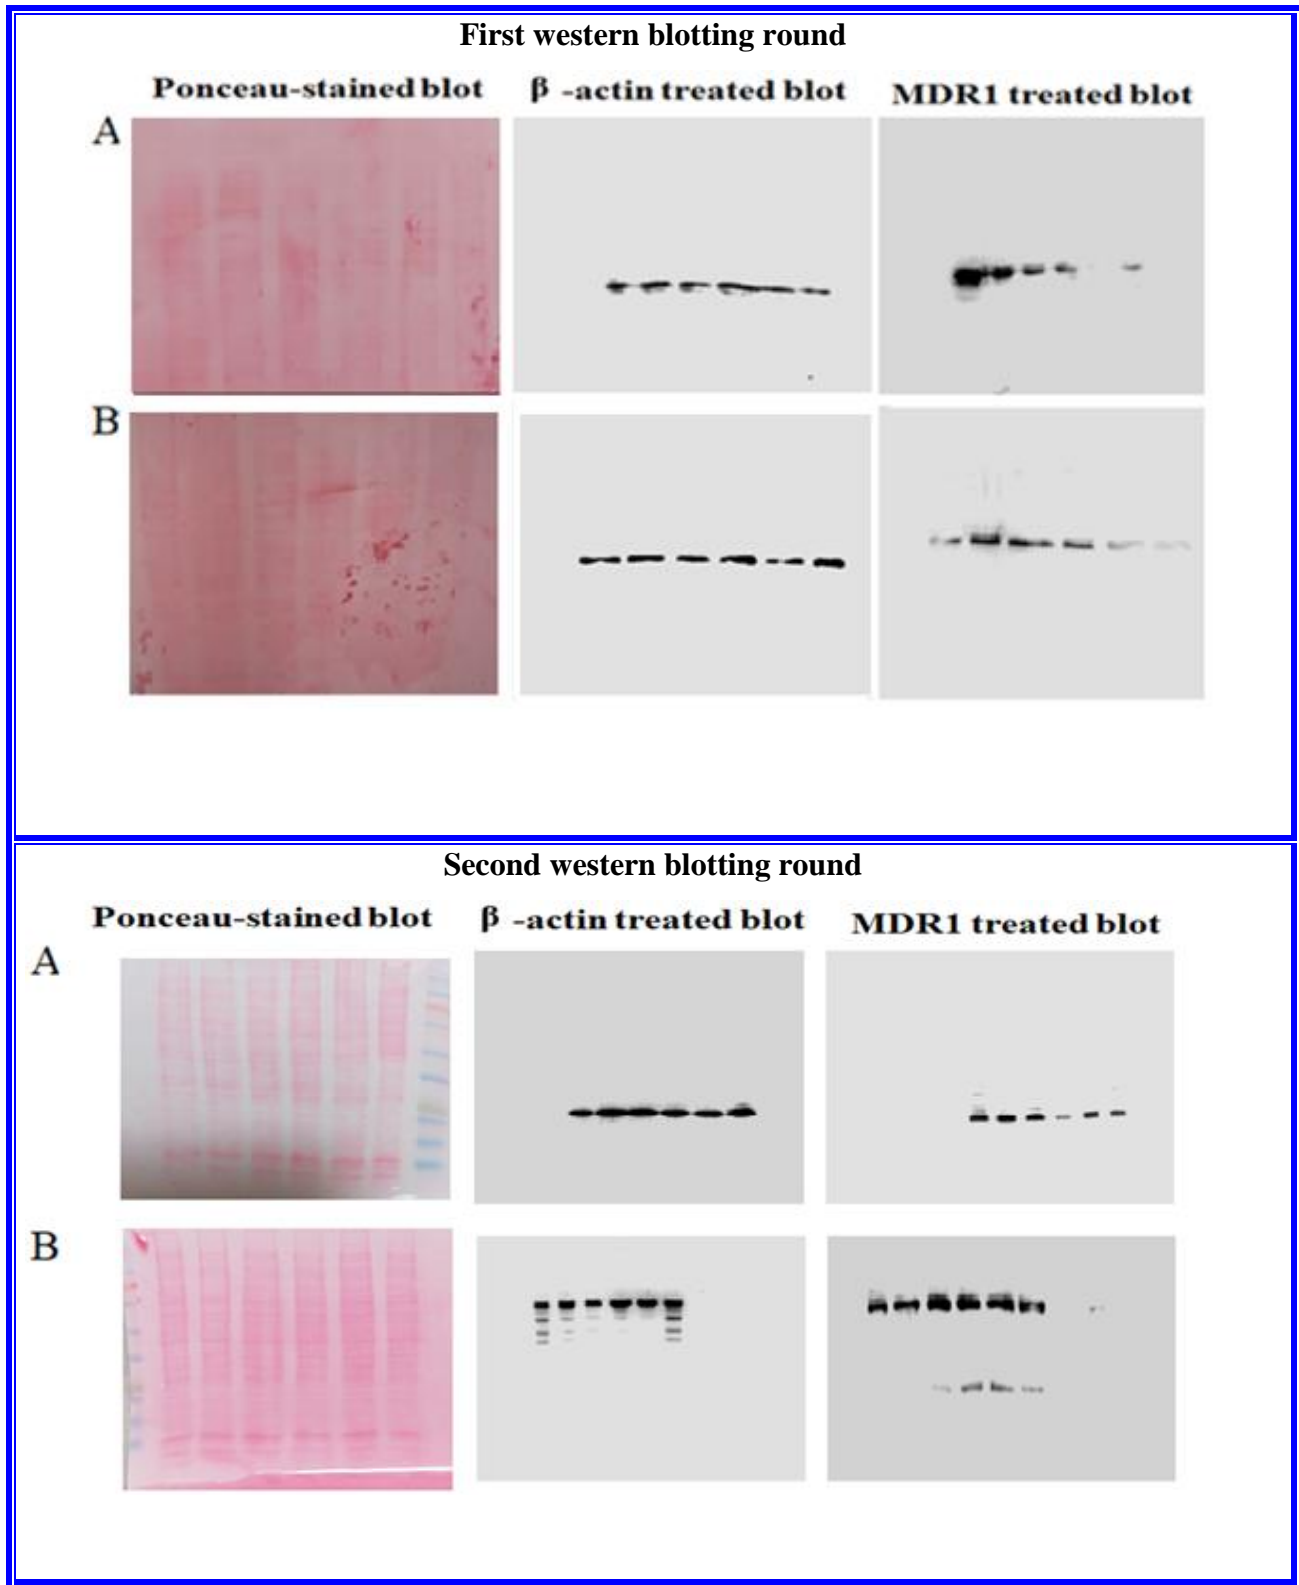 First western blotting round
Ponceau-stained blot β -actin treated blot MDR1 treated blot
A
B
Second western blotting round
Ponceau-stained blot β -actin treated blot MDR1 treated blot
A
B